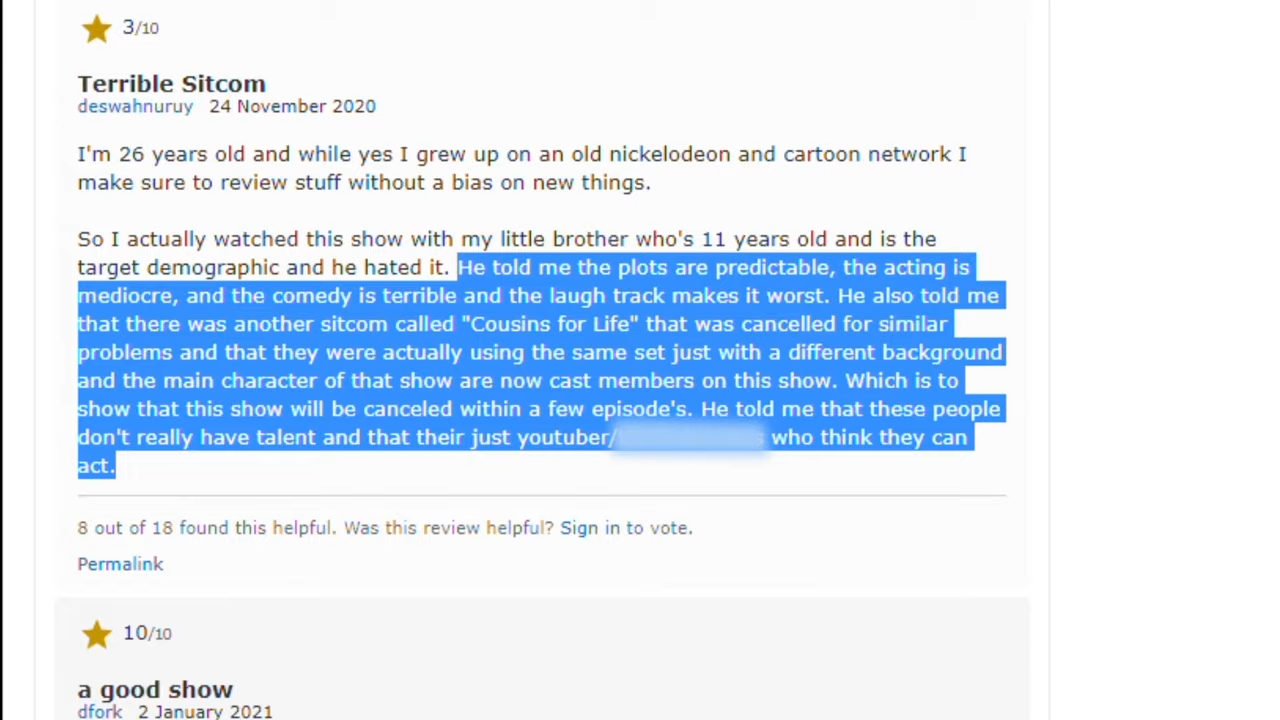 3/10
Terrible Sitcom
deswahnuruy 24 November 2020
I'm 26 years old and while yes I grew up on an old nickelodeon and cartoon network I
make sure to review stuff without a bias on new things.
So I actually watched this show with my little brother who's 11 years old and is the
target demographic and he hated it. He told me the plots are predictable, the acting is
mediocre, and the comedy is terrible and the laugh track makes it worst. He also told me
that there was another sitcom called "Cousins for Life" that was cancelled for similar
problems and that they were actually using the same set just with a different background
and the main character of that show are now cast members on this show. Which is to
show that this show will be canceled within a few episode's. He told me that these people
don't really have talent and that their just youtuber/ who think they can
act.
8 out of 18 found this helpful. Was this review helpful? Sign in to vote.
Permalink
10/10
a good show
dfork 2 January 2021